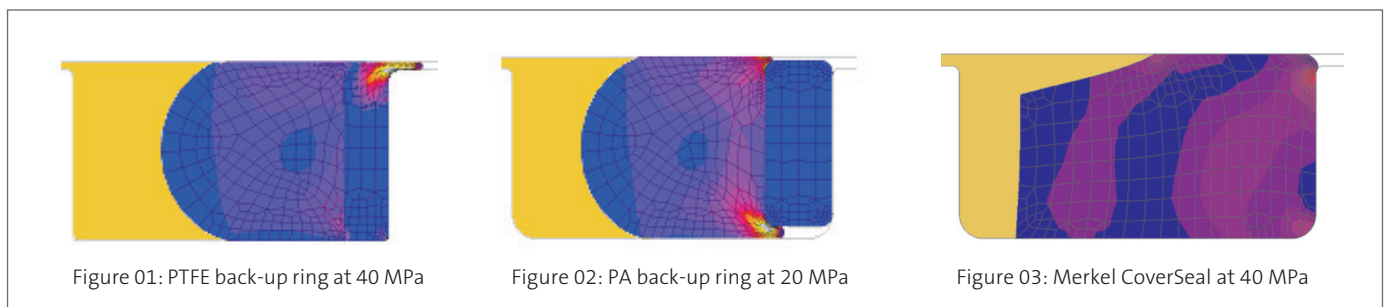 Figure 01: PTFE back-up ring at 40 MPa
Figure 02: PA back-up ring at 20 MPa
Figure 03: Merkel CoverSeal at 40 MPa